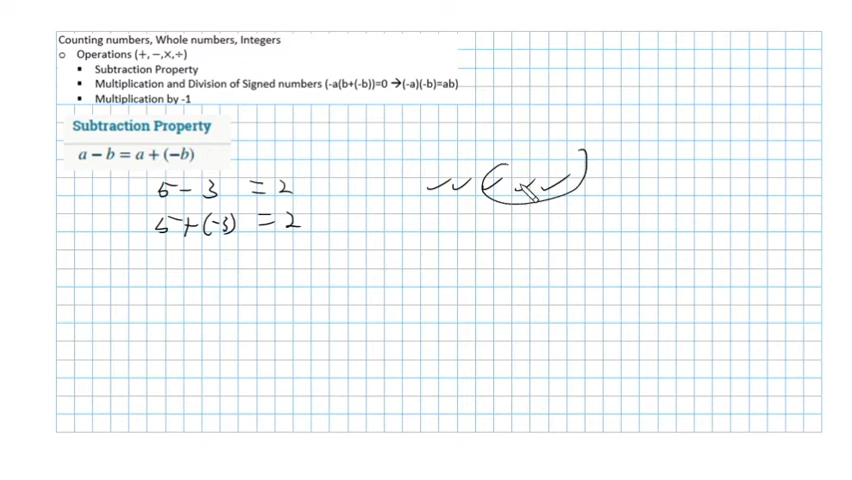 Counting numbers, Whole numbers, Integers
o Operations (+, −,×,÷)
▪ Subtraction Property
▪ Multiplication and Division of Signed numbers (-a(b+(-b))=0 →(-a)(-b)=ab)
▪ Multiplication by -1
Subtraction Property
a − b = a + (−b)
5 - 3 = 2
5 + (-3) = 2